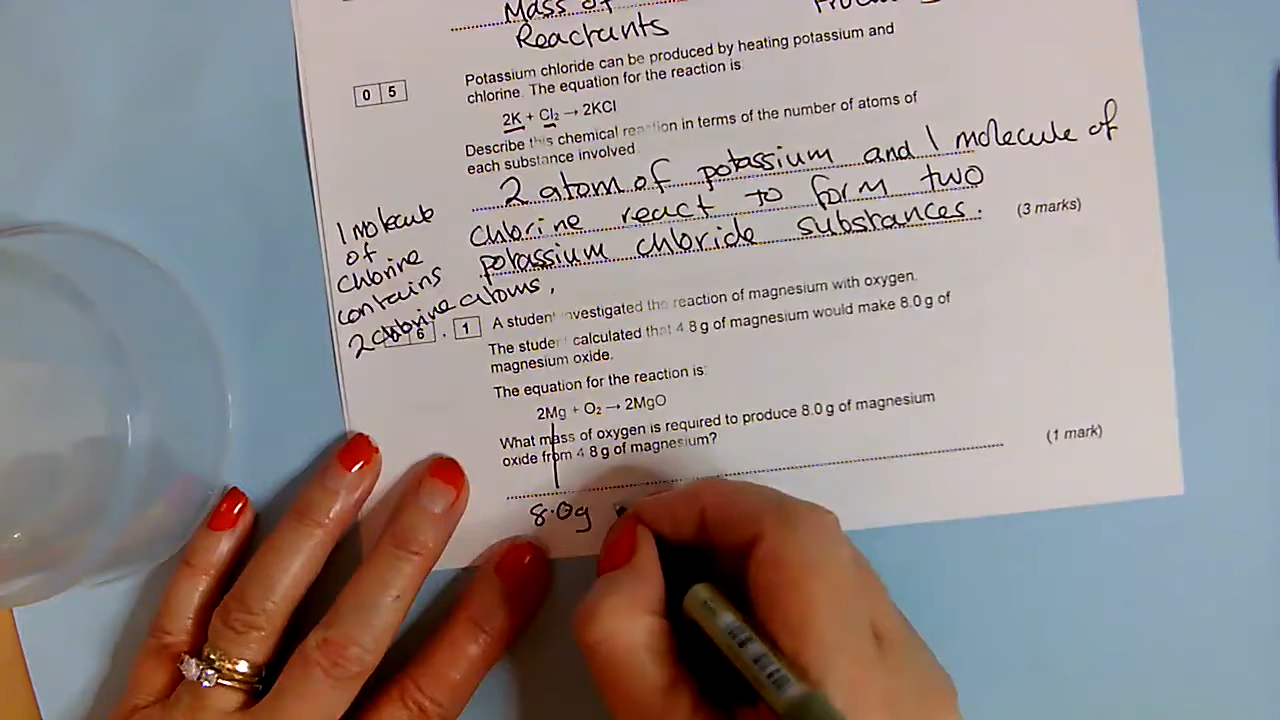 Mass of
Reactants
0 5
Potassium chloride can be produced by heating potassium and
chlorine. The equation for the reaction is:
2K + Cl₂ → 2KCl
Describe this chemical reaction in terms of the number of atoms of
each substance involved.
2 atom of potassium and 1 molecule of
chlorine react to form two
potassium chloride substances.
(3 marks)
1 molecule
of
chlorine
contains
2 chlorine atoms.
6 . 1
A student investigated the reaction of magnesium with oxygen.
The student calculated that 4.8 g of magnesium would make 8.0 g of
magnesium oxide.
The equation for the reaction is:
2Mg + O₂ → 2MgO
What mass of oxygen is required to produce 8.0 g of magnesium
oxide from 4.8 g of magnesium?
(1 mark)
8.0g